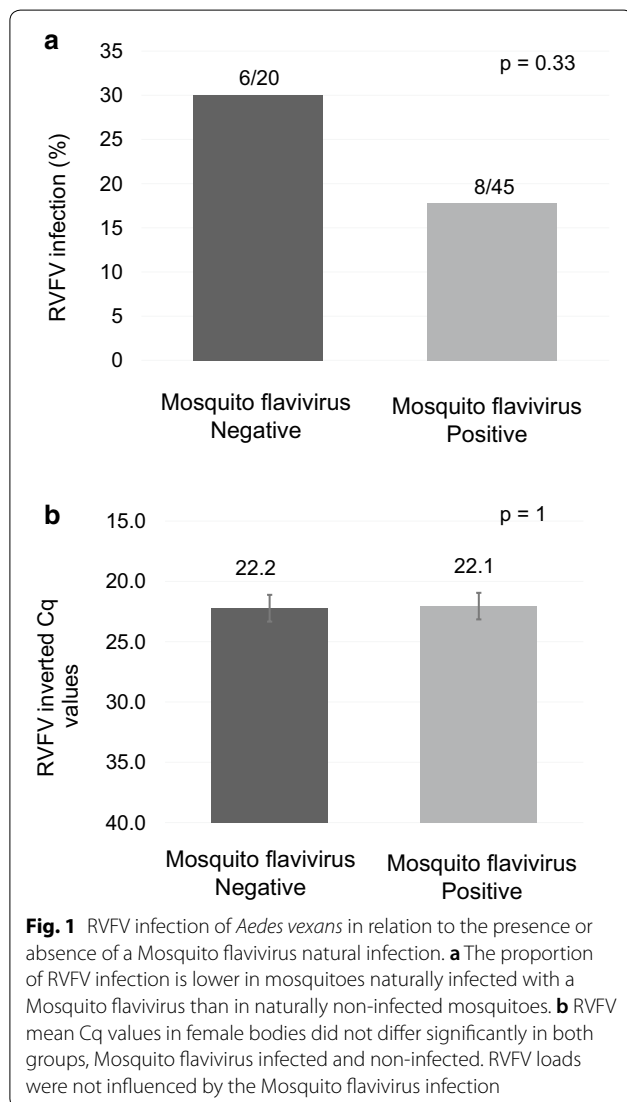 a
35
30
25
20
15
10
5
0
RVFV infection (%)
6/20
p = 0.33
8/45
Mosquito flavivirus
Negative
Mosquito flavivirus
Positive
b
15.0
20.0
25.0
30.0
35.0
40.0
RVFV inverted Cq
values
p = 1
22.2
22.1
Mosquito flavivirus
Negative
Mosquito flavivirus
Positive
Fig. 1 RVFV infection of Aedes vexans in relation to the presence or
absence of a Mosquito flavivirus natural infection. a The proportion
of RVFV infection is lower in mosquitoes naturally infected with a
Mosquito flavivirus than in naturally non-infected mosquitoes. b RVFV
mean Cq values in female bodies did not differ significantly in both
groups, Mosquito flavivirus infected and non-infected. RVFV loads
were not influenced by the Mosquito flavivirus infection